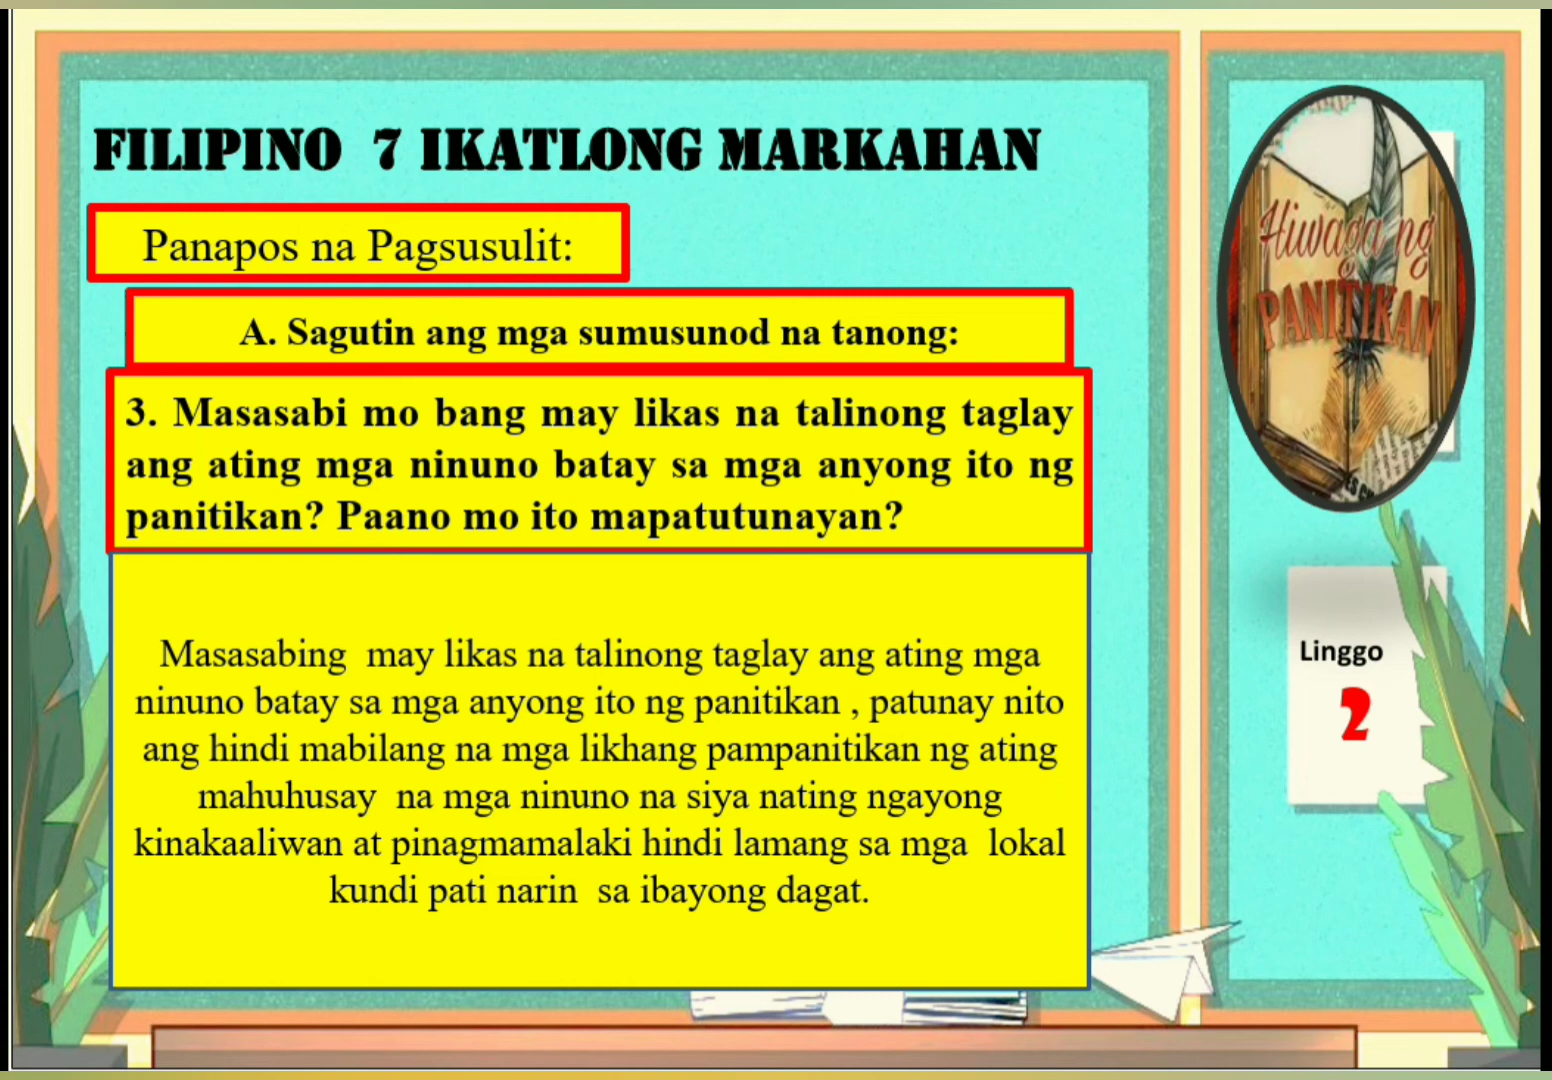 FILIPINO 7 IKATLONG MARKAHAN
Panapos na Pagsusulit:
A. Sagutin ang mga sumusunod na tanong:
3. Masasabi mo bang may likas na talinong taglay
ang ating mga ninuno batay sa mga anyong ito ng
panitikan? Paano mo ito mapatutunayan?
Masasabing may likas na talinong taglay ang ating mga
ninuno batay sa mga anyong ito ng panitikan , patunay nito
ang hindi mabilang na mga likhang pampanitikan ng ating
mahuhusay na mga ninuno na siya nating ngayong
kinakaaliwan at pinagmamalaki hindi lamang sa mga lokal
kundi pati narin sa ibayong dagat.
Hiwaga ng
PANITIKAN
Linggo
2